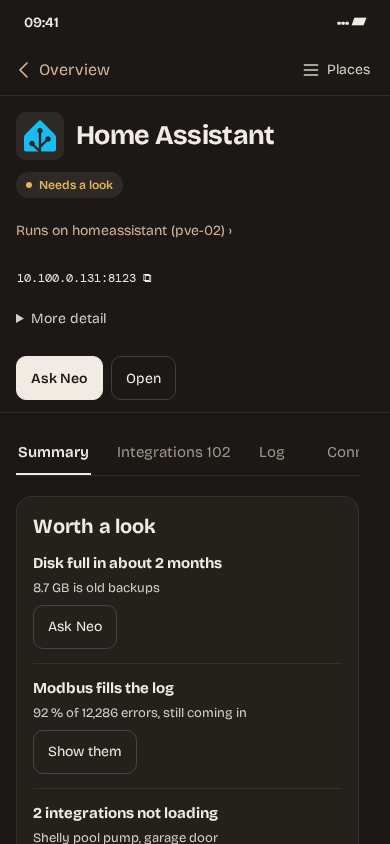 09:41
Overview
Places
Home Assistant
Needs a look
Runs on homeassistant (pve-02) ›
10.100.0.131:8123 ⧉
▶ More detail
Ask Neo
Open
Summary
Integrations 102
Log
Conn
Worth a look
Disk full in about 2 months
8.7 GB is old backups
Ask Neo
Modbus fills the log
92 % of 12,286 errors, still coming in
Show them
2 integrations not loading
Shelly pool pump, garage door